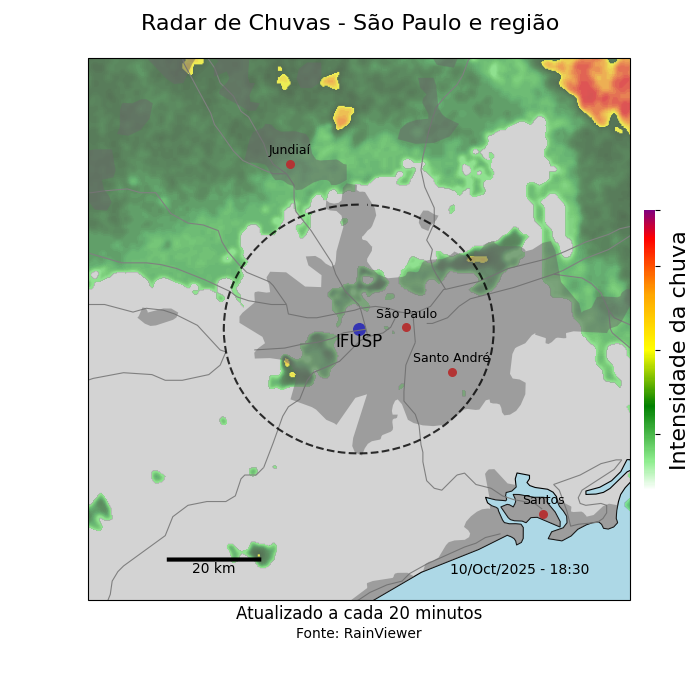 Radar de Chuvas - São Paulo e região
Jundiaí
São Paulo
IFUSP
Santo André
Santos
20 km
10/Oct/2025 - 18:30
Intensidade da chuva
Atualizado a cada 20 minutos
Fonte: RainViewer